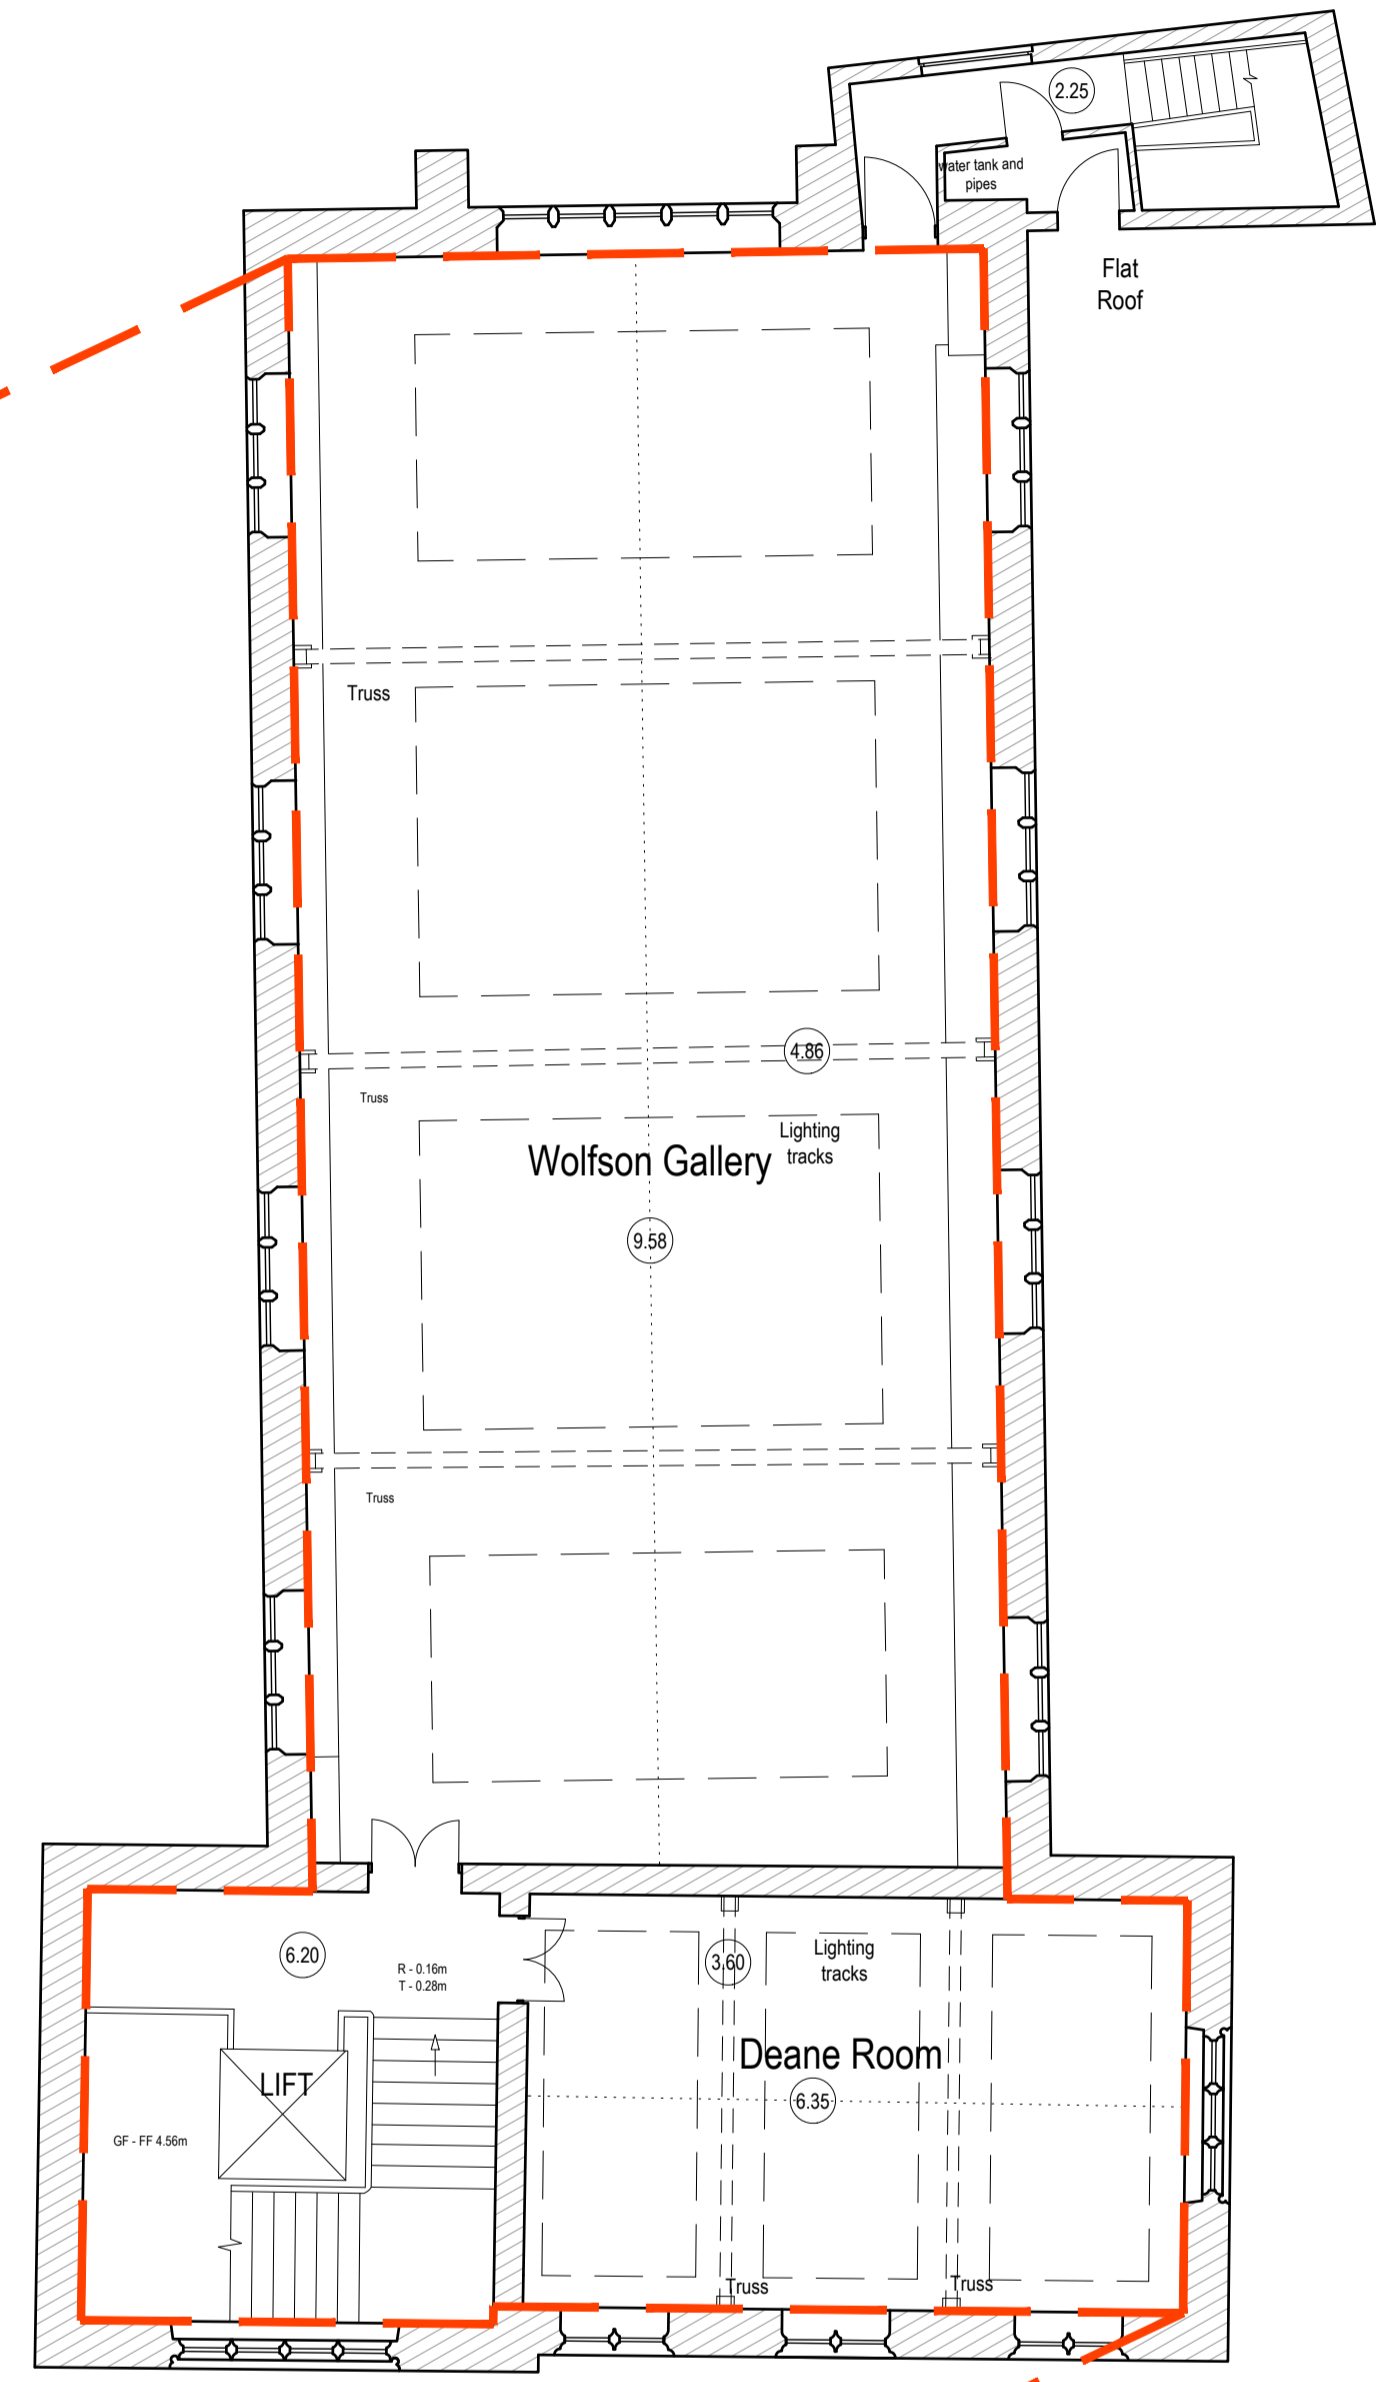 2.25
water tank and
pipes
Flat
Roof
Truss
4.86
Truss
Lighting
tracks
Wolfson Gallery
9.58
Truss
6.20
R - 0.16m
T - 0.28m
3.60
Lighting
tracks
Deane Room
LIFT
6.35
GF - FF 4.56m
Truss
Truss